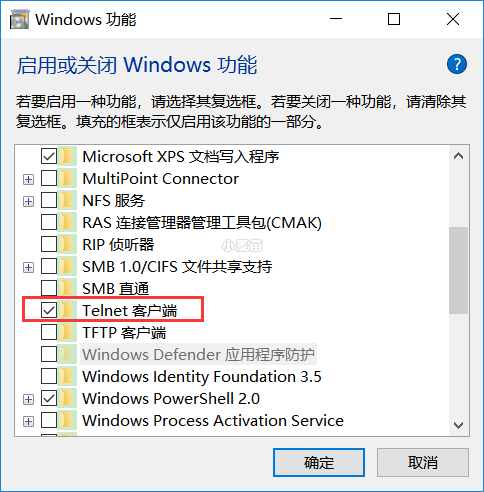 Windows 功能
启用或关闭 Windows 功能
若要启用一种功能，请选择其复选框。若要关闭一种功能，请清除其
复选框。填充的框表示仅启用该功能的一部分。
Microsoft XPS 文档写入程序
MultiPoint Connector
NFS 服务
RAS 连接管理器管理工具包(CMAK)
RIP 侦听器
SMB 1.0/CIFS 文件共享支持
SMB 直通
Telnet 客户端
TFTP 客户端
Windows Defender 应用程序防护
Windows Identity Foundation 3.5
Windows PowerShell 2.0
Windows Process Activation Service
确定
取消